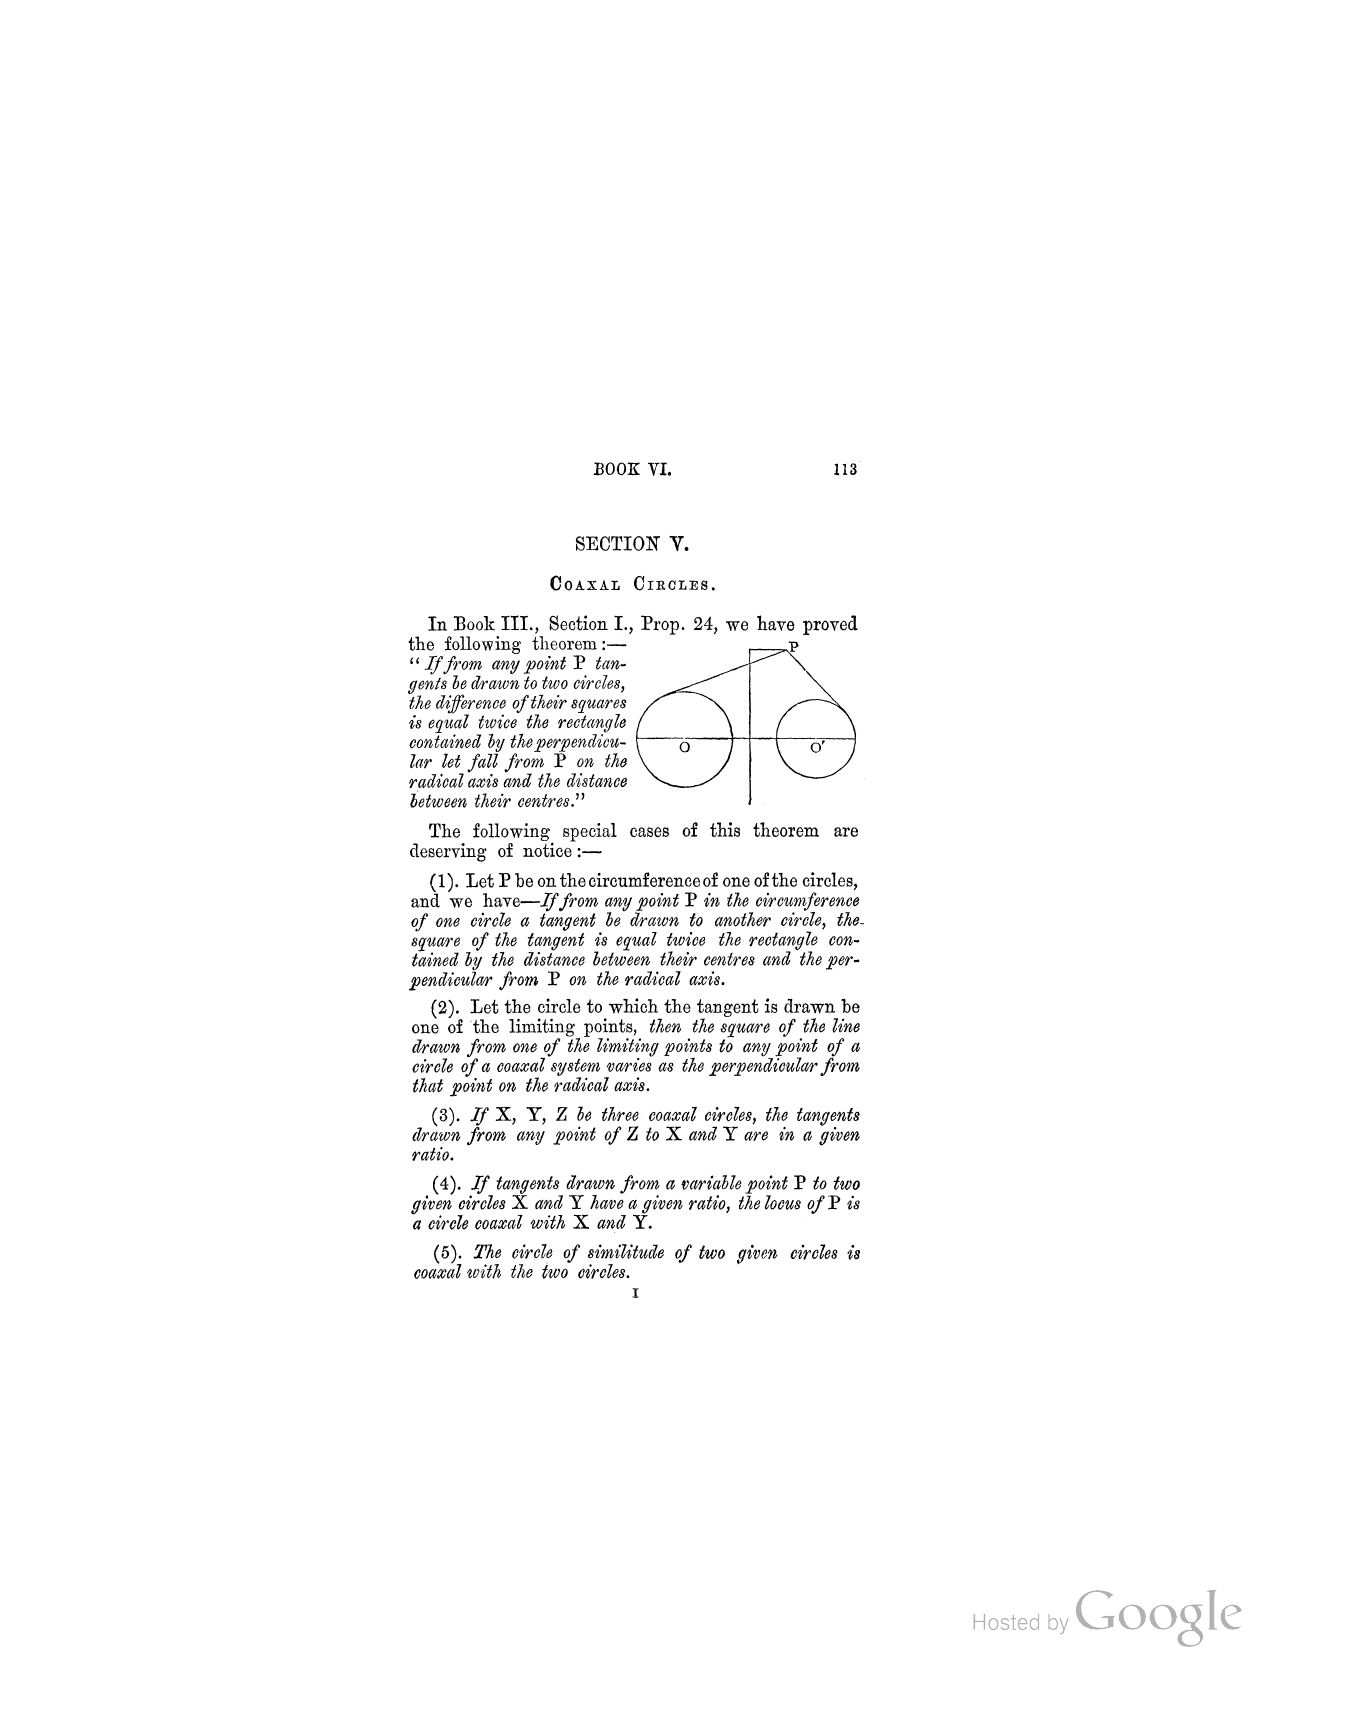 BOOK VI. 113
SECTION V.
COAXAL CIRCLES.
In Book III., Section I., Prop. 24, we have proved
the following theorem :—
“ If from any point P tan-
gents be drawn to two circles,
the difference of their squares
is equal twice the rectangle
contained by the perpendicu-
lar let fall from P on the
radical axis and the distance
between their centres.”
P
O O′
The following special cases of this theorem are
deserving of notice :—
(1). Let P be on the circumference of one of the circles,
and we have—If from any point P in the circumference
of one circle a tangent be drawn to another circle, the
square of the tangent is equal twice the rectangle con-
tained by the distance between their centres and the per-
pendicular from P on the radical axis.
(2). Let the circle to which the tangent is drawn be
one of the limiting points, then the square of the line
drawn from one of the limiting points to any point of a
circle of a coaxal system varies as the perpendicular from
that point on the radical axis.
(3). If X, Y, Z be three coaxal circles, the tangents
drawn from any point of Z to X and Y are in a given
ratio.
(4). If tangents drawn from a variable point P to two
given circles X and Y have a given ratio, the locus of P is
a circle coaxal with X and Y.
(5). The circle of similitude of two given circles is
coaxal with the two circles.
I
Hosted by Google